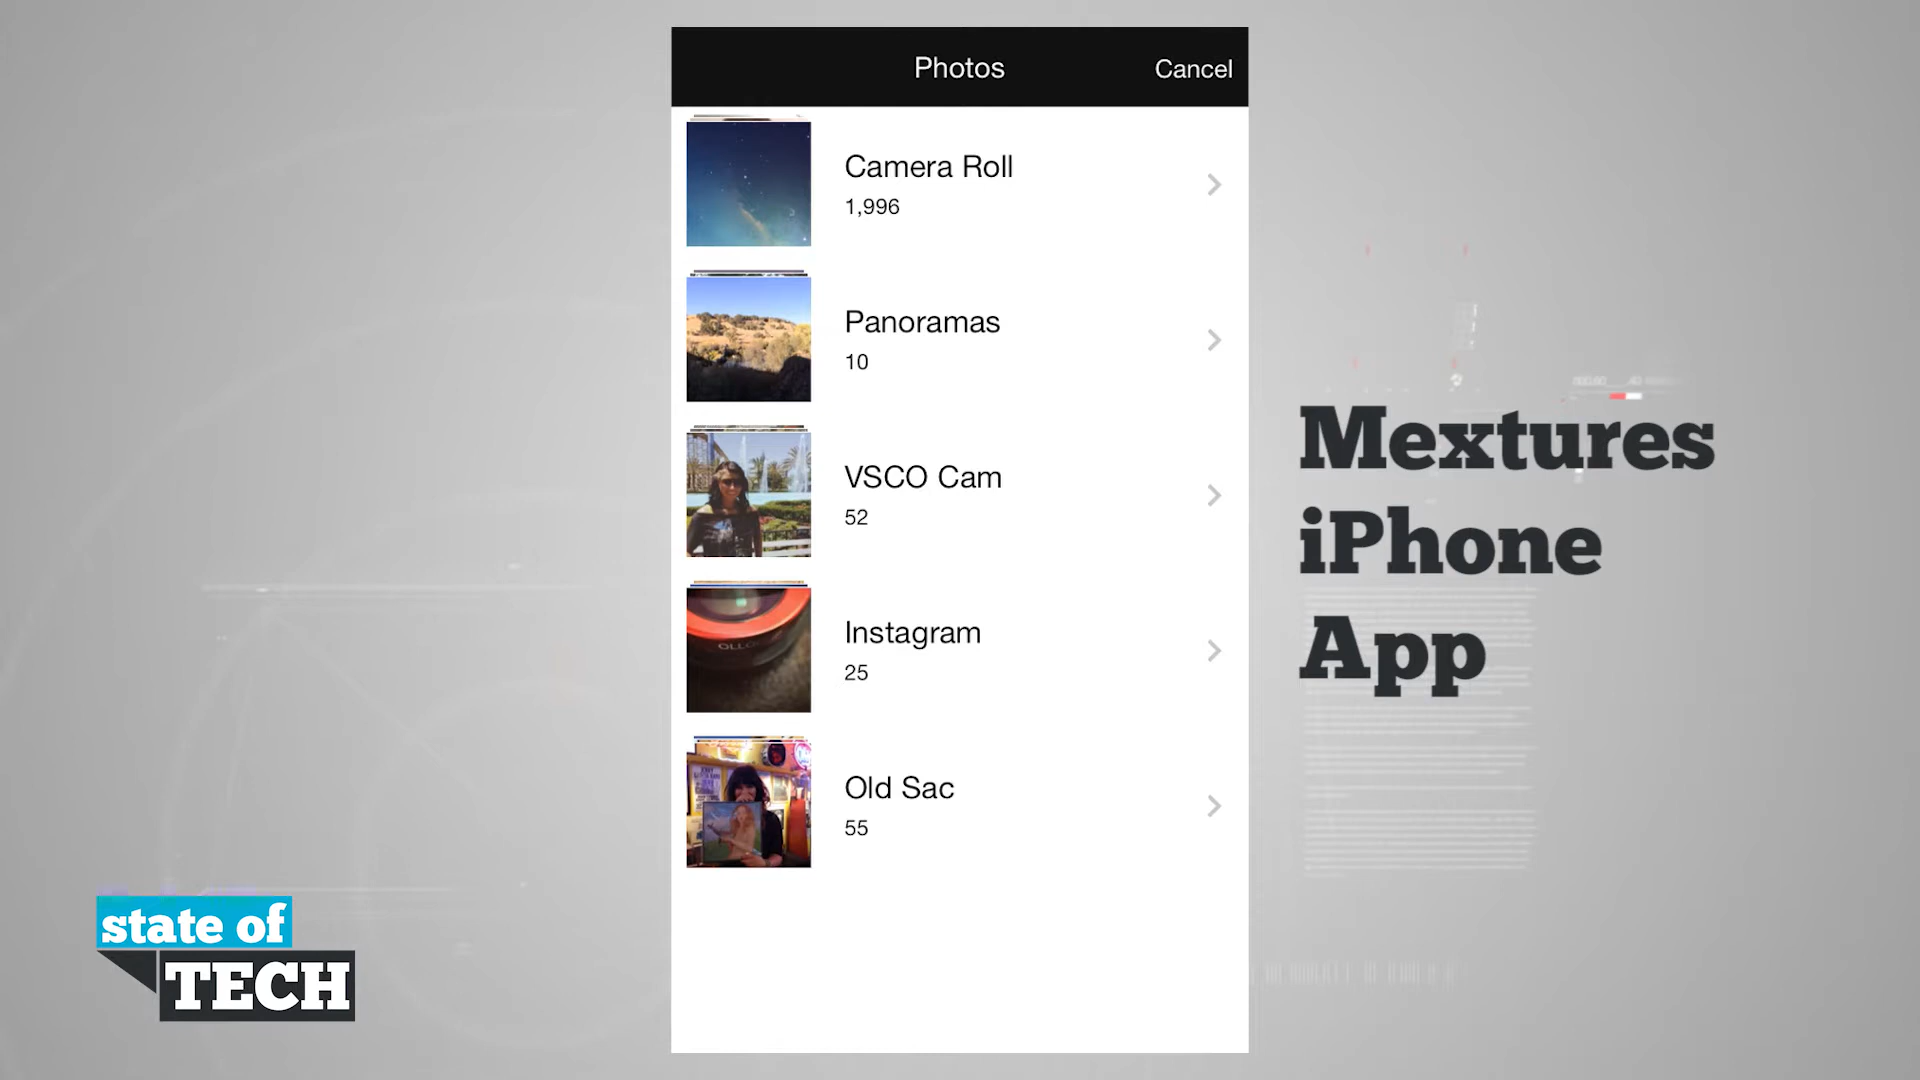 Photos
Cancel
Camera Roll
1,996
Panoramas
10
VSCO Cam
52
Instagram
25
Old Sac
55
Mextures
iPhone
App
state of
TECH